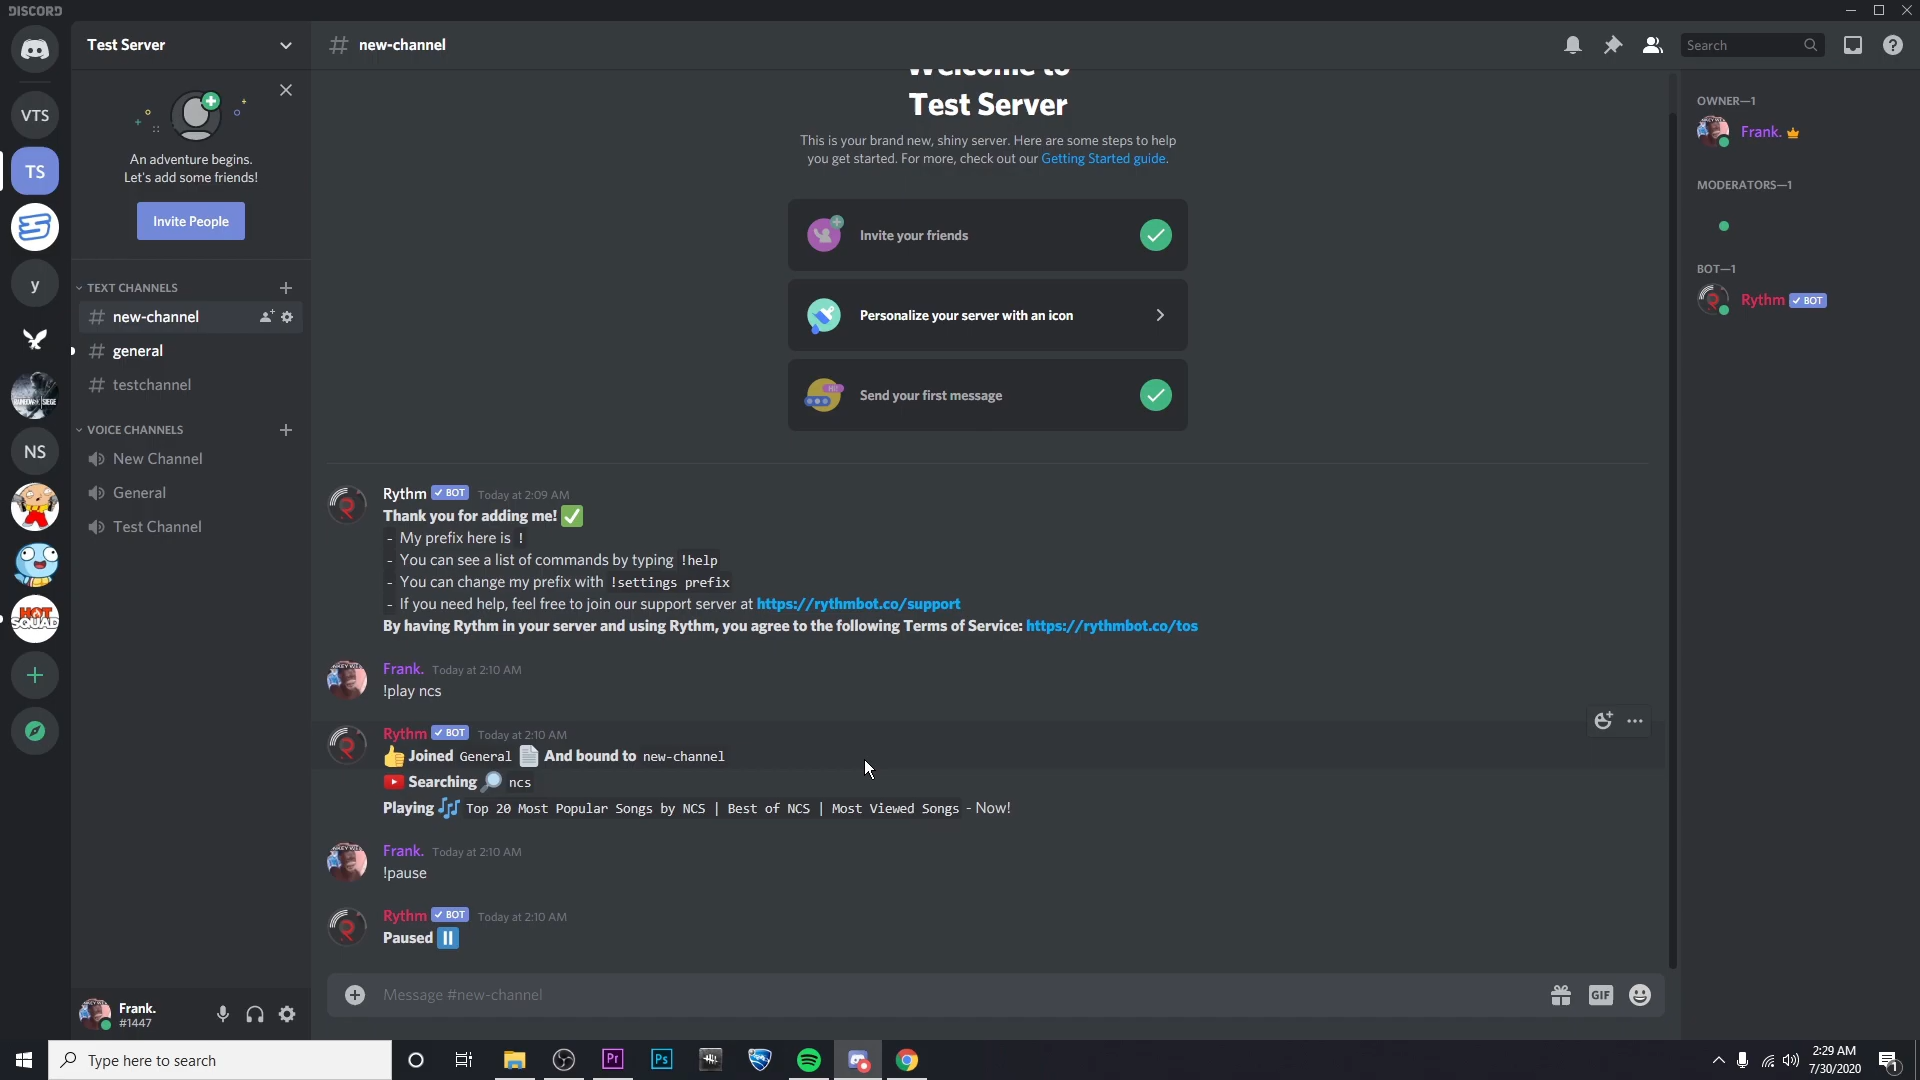 DISCORD
Test Server
new-channel
Search
VTS
TS
y
NS
HOT
SQUAD
An adventure begins.
Let's add some friends!
Invite People
TEXT CHANNELS
new-channel
general
testchannel
VOICE CHANNELS
New Channel
General
Test Channel
Frank.
#1447
Welcome to
Test Server
This is your brand new, shiny server. Here are some steps to help
you get started. For more, check out our Getting Started guide.
Invite your friends
Personalize your server with an icon
Send your first message
Rythm BOT Today at 2:09 AM
Thank you for adding me!
- My prefix here is !
- You can see a list of commands by typing !help
- You can change my prefix with !settings prefix
- If you need help, feel free to join our support server at https://rythmbot.co/support
By having Rythm in your server and using Rythm, you agree to the following Terms of Service: https://rythmbot.co/tos
Frank. Today at 2:10 AM
!play ncs
Rythm BOT Today at 2:10 AM
Joined General And bound to new-channel
Searching ncs
Playing Top 20 Most Popular Songs by NCS | Best of NCS | Most Viewed Songs - Now!
Frank. Today at 2:10 AM
!pause
Rythm BOT Today at 2:10 AM
Paused
Message #new-channel
GIF
OWNER—1
Frank.
MODERATORS—1
BOT—1
Rythm BOT
Type here to search
Pr
Ps
2:29 AM
7/30/2020
1